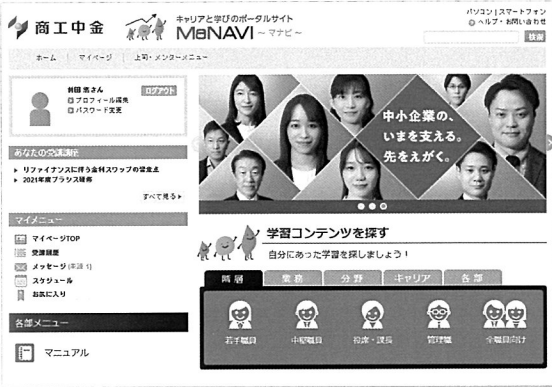 商工中金
キャリアと学びのポータルサイト
MaNAVI ～マナビ～
パソコン | スマートフォン
ヘルプ・お問い合わせ
検索
ホーム
マイページ
上司・メンターメニュー
さん
ログアウト
プロフィール編集
パスワード変更
あなたの受講講座
リファイナンスに伴う金利スワップの留意点
2021年度
すべて見る
マイメニュー
マイページTOP
受講履歴
メッセージ (未読 1)
スケジュール
お気に入り
各部メニュー
マニュアル
中小企業の、
いまを支える。
先をえがく。
学習コンテンツを探す
自分にあった学習を探しましょう！
階層
業務
分野
キャリア
各部
若手職員
中堅職員
役席・課長
管理職
全職員向け